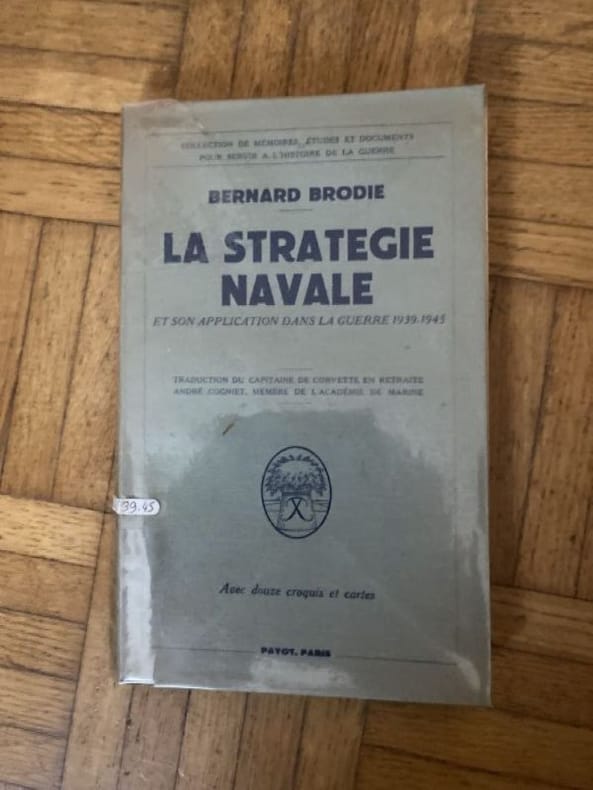 COLLECTION DE MÉMOIRES, ÉTUDES ET DOCUMENTS
POUR SERVIR A L'HISTOIRE DE LA GUERRE
BERNARD BRODIE
LA STRATEGIE
NAVALE
ET SON APPLICATION DANS LA GUERRE 1939-1945
TRADUCTION DU CAPITAINE DE CORVETTE EN RETRAITE
ANDRÉ COGNIET, MEMBRE DE L'ACADÉMIE DE MARINE
39.45
Avec douze croquis et cartes
PAYOT, PARIS